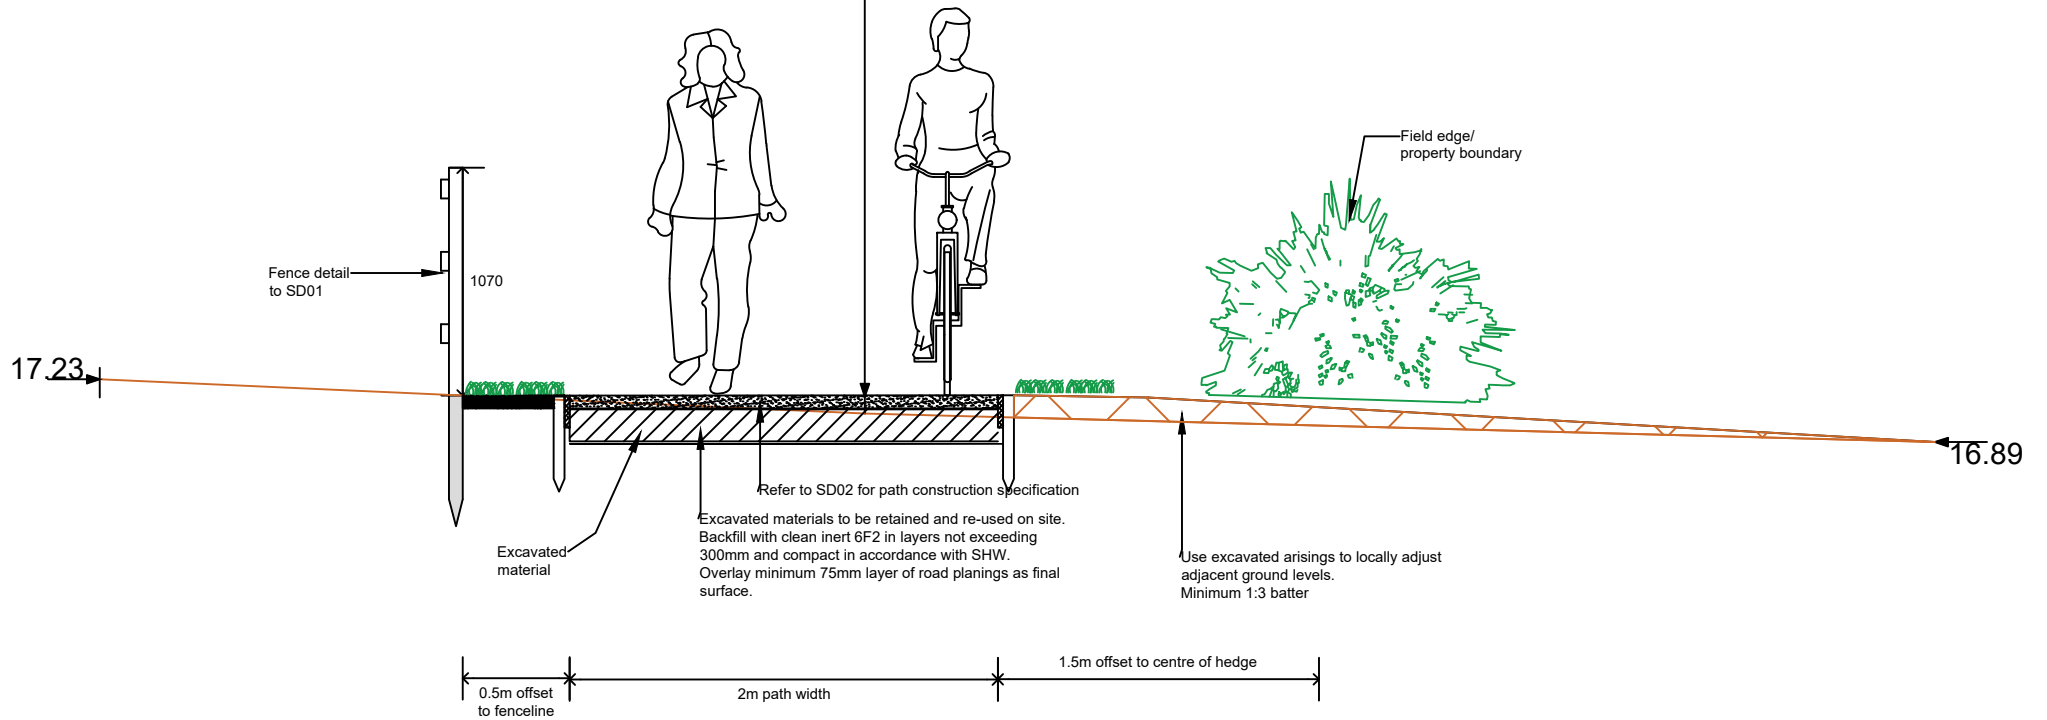 Field edge/
property boundary
Fence detail
to SD01
1070
17.23
16.89
Refer to SD02 for path construction specification
Excavated materials to be retained and re-used on site.
Backfill with clean inert 6F2 in layers not exceeding
300mm and compact in accordance with SHW.
Overlay minimum 75mm layer of road planings as final
surface.
Excavated
material
Use excavated arisings to locally adjust
adjacent ground levels.
Minimum 1:3 batter
0.5m offset
to fenceline
2m path width
1.5m offset to centre of hedge